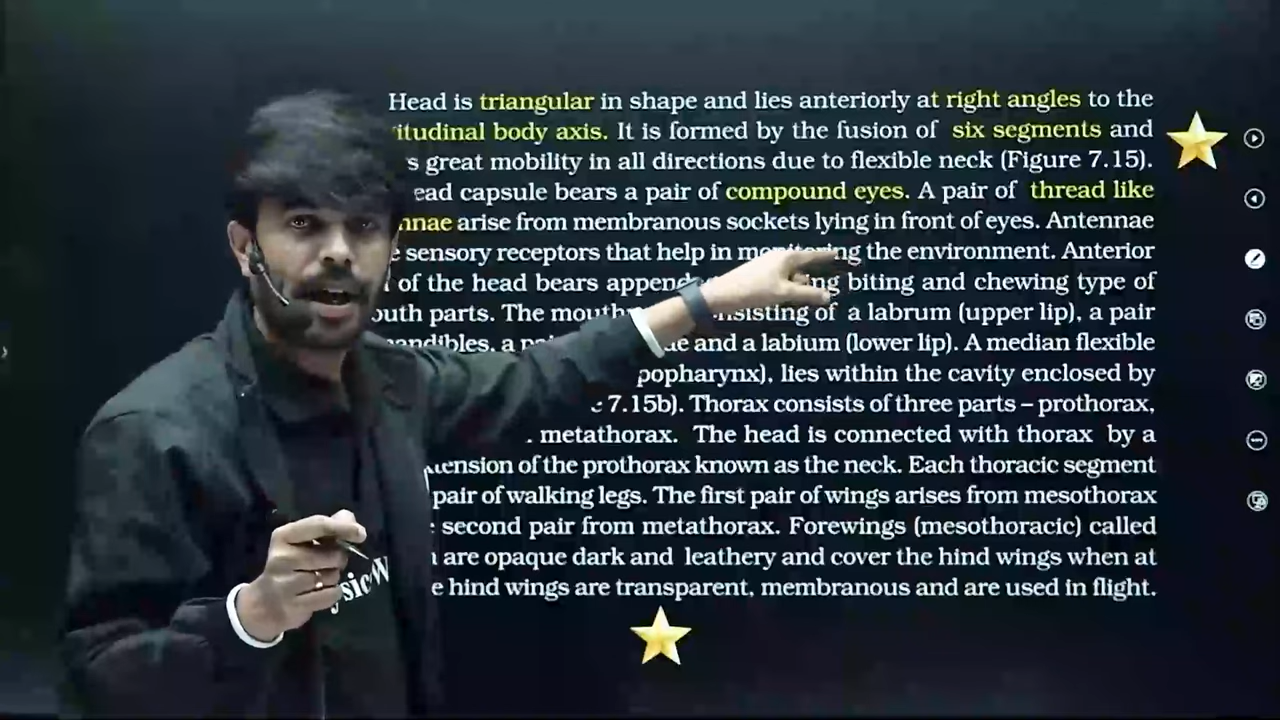 Head is triangular in shape and lies anteriorly at right angles to the
itudinal body axis. It is formed by the fusion of six segments and
s great mobility in all directions due to flexible neck (Figure 7.15).
ead capsule bears a pair of compound eyes. A pair of thread like
nnae arise from membranous sockets lying in front of eyes. Antennae
sensory receptors that help in monitoring the environment. Anterior
of the head bears append ng biting and chewing type of
outh parts. The mouth nsisting of a labrum (upper lip), a pair
andibles, a pa ae and a labium (lower lip). A median flexible
popharynx), lies within the cavity enclosed by
7.15b). Thorax consists of three parts – prothorax,
. metathorax. The head is connected with thorax by a
tension of the prothorax known as the neck. Each thoracic segment
pair of walking legs. The first pair of wings arises from mesothorax
second pair from metathorax. Forewings (mesothoracic) called
are opaque dark and leathery and cover the hind wings when at
e hind wings are transparent, membranous and are used in flight.
ysicsW